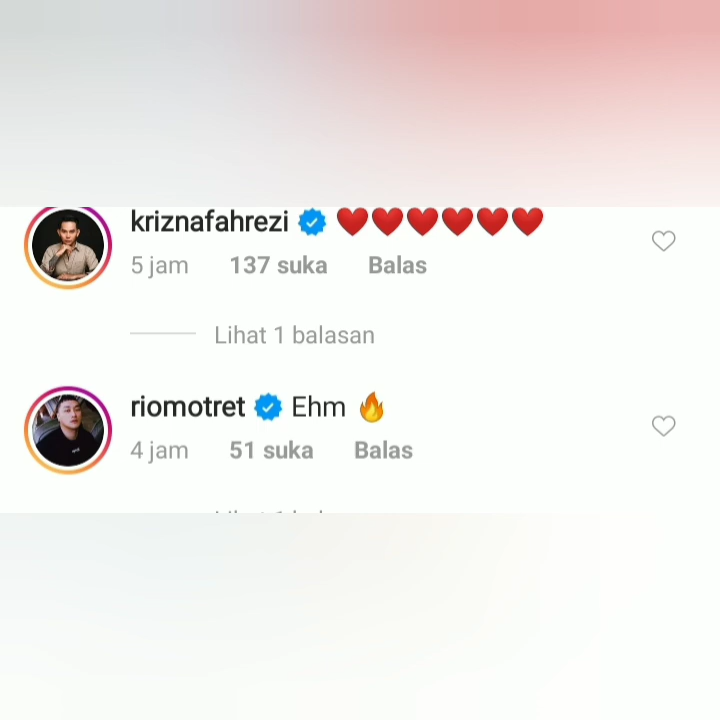 kriznafahrezi ❤️❤️❤️❤️❤️❤️
5 jam 137 suka Balas
Lihat 1 balasan
riomotret Ehm 🔥
4 jam 51 suka Balas